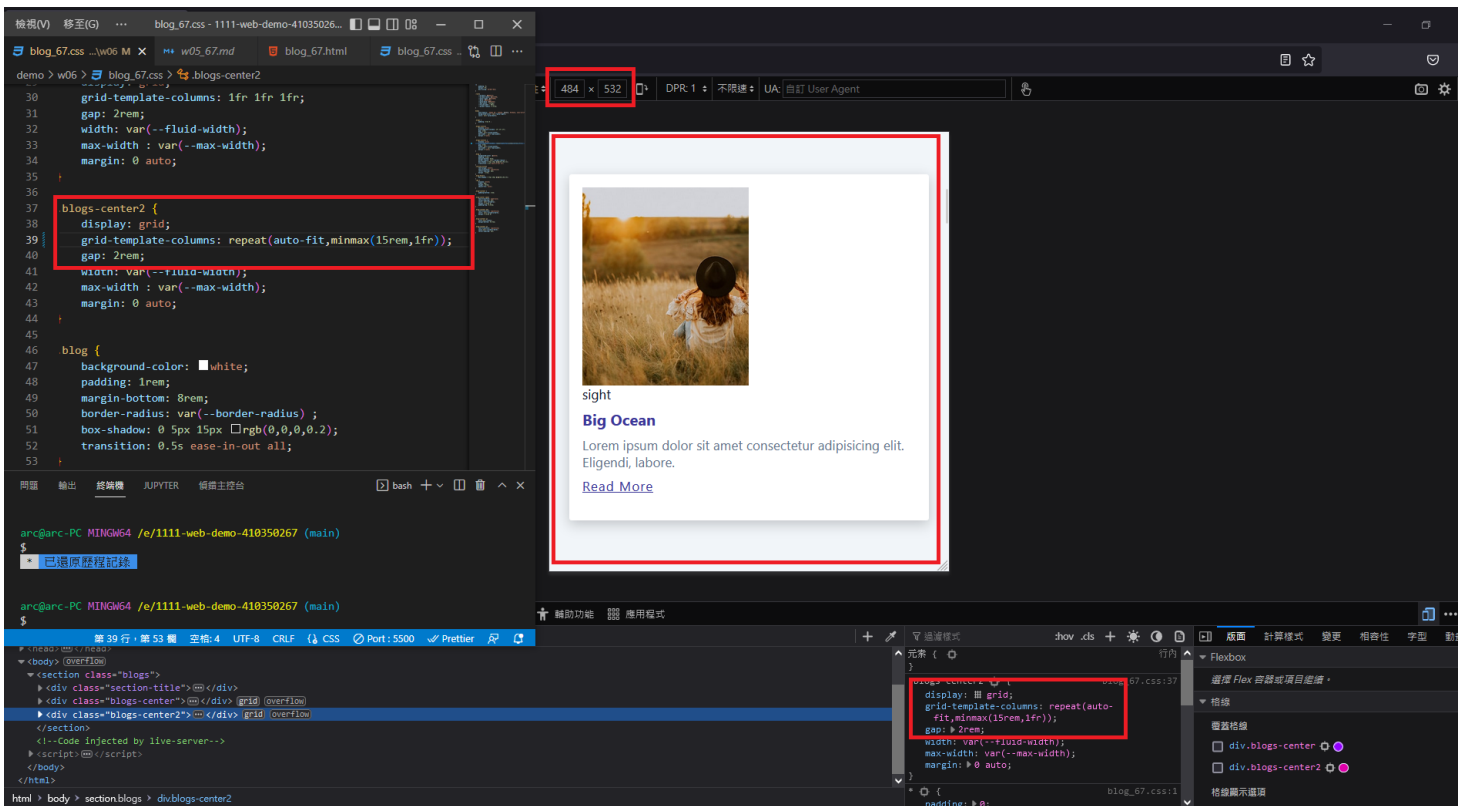 檢視(V) 移至(G) ··· blog_67.css - 1111-web-demo-41035026...
blog_67.css ...\w06 M w05_67.md blog_67.html blog_67.css ..
demo > w06 > blog_67.css > .blogs-center2
30 grid-template-columns: 1fr 1fr 1fr;
31 gap: 2rem;
32 width: var(--fluid-width);
33 max-width : var(--max-width);
34 margin: 0 auto;
35 }
36
37 blogs-center2 {
38 display: grid;
39 grid-template-columns: repeat(auto-fit,minmax(15rem,1fr));
40 gap: 2rem;
41 width: var(--fluid-width);
42 max-width : var(--max-width);
43 margin: 0 auto;
44 }
45
46 .blog {
47 background-color: white;
48 padding: 1rem;
49 margin-bottom: 8rem;
50 border-radius: var(--border-radius) ;
51 box-shadow: 0 5px 15px rgb(0,0,0,0.2);
52 transition: 0.5s ease-in-out all;
53 }
問題 輸出 終端機 JUPYTER 偵錯主控台 bash
arc@arc-PC MINGW64 /e/1111-web-demo-410350267 (main)
$
* 已還原歷程記錄
arc@arc-PC MINGW64 /e/1111-web-demo-410350267 (main)
$
第 39 行，第 53 欄 空格: 4 UTF-8 CRLF CSS Port : 5500 Prettier
484 × 532 DPR: 1 不限速 UA: 自訂 User Agent
sight
Big Ocean
Lorem ipsum dolor sit amet consectetur adipisicing elit.
Eligendi, labore.
Read More
輔助功能 應用程式
<head> </head>
<body> overflow
<section class="blogs">
<div class="section-title"> </div>
<div class="blogs-center"> </div> grid overflow
<div class="blogs-center2"> </div> grid overflow
</section>
<!--Code injected by live-server-->
<script> </script>
</body>
</html>
html > body > section.blogs > div.blogs-center2
過濾樣式 :hov .cls
元素 { 行內
}
.blogs-center2 { blog_67.css:37
display: grid;
grid-template-columns: repeat(auto-
fit,minmax(15rem,1fr));
gap: 2rem;
width: var(--fluid-width);
max-width: var(--max-width);
margin: 0 auto;
}
* { blog_67.css:1
padding: 0;
版面 計算樣式 變更 相容性 字型
Flexbox
選擇 Flex 容器或項目繼續。
格線
覆蓋格線
div.blogs-center
div.blogs-center2
格線顯示選項